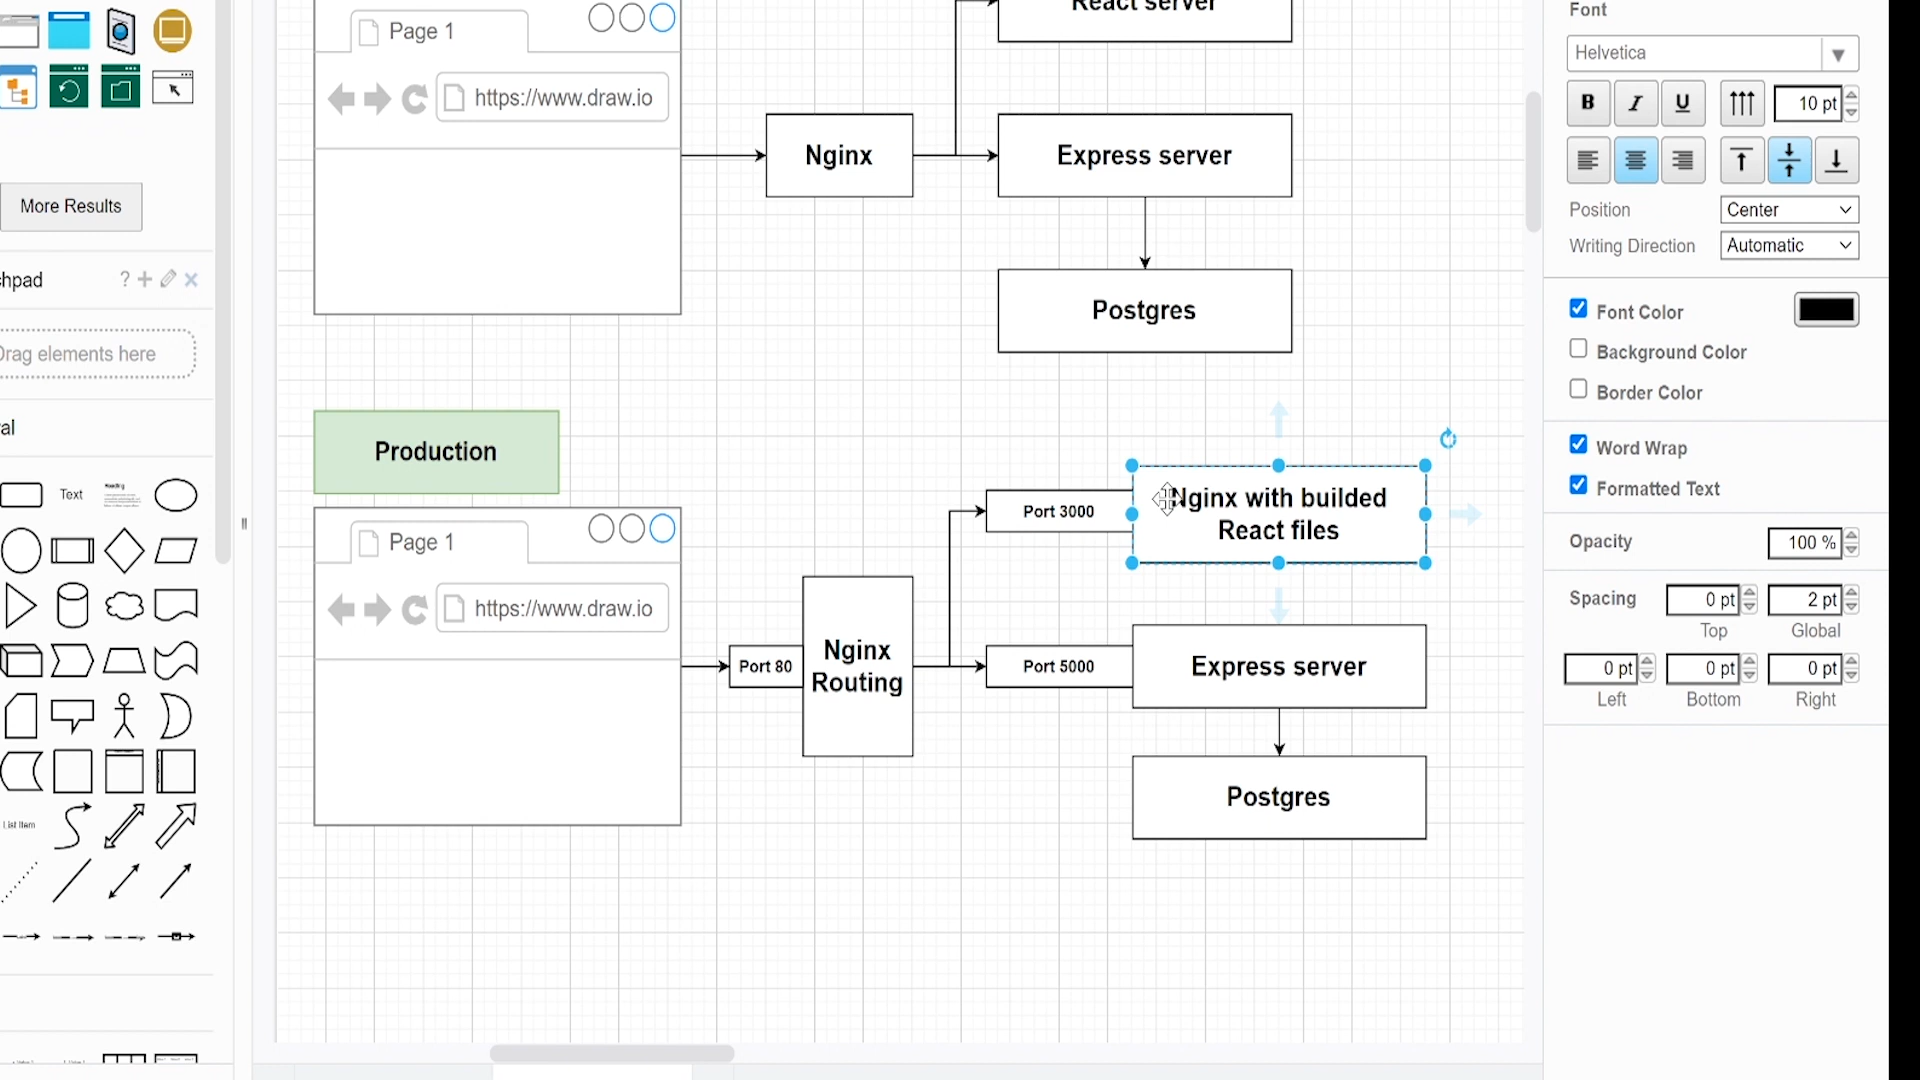 Page 1
https://www.draw.io
React server
Nginx
Express server
Postgres
Production
Page 1
https://www.draw.io
Port 80
Nginx
Routing
Port 3000
Nginx with builded
React files
Port 5000
Express server
Postgres
More Results
chpad
?
Drag elements here
al
Text
Heading
List Item
Font
Helvetica
B I U 10 pt
Position Center
Writing Direction Automatic
Font Color
Background Color
Border Color
Word Wrap
Formatted Text
Opacity 100 %
Spacing 0 pt 2 pt
Top Global
0 pt 0 pt 0 pt
Left Bottom Right